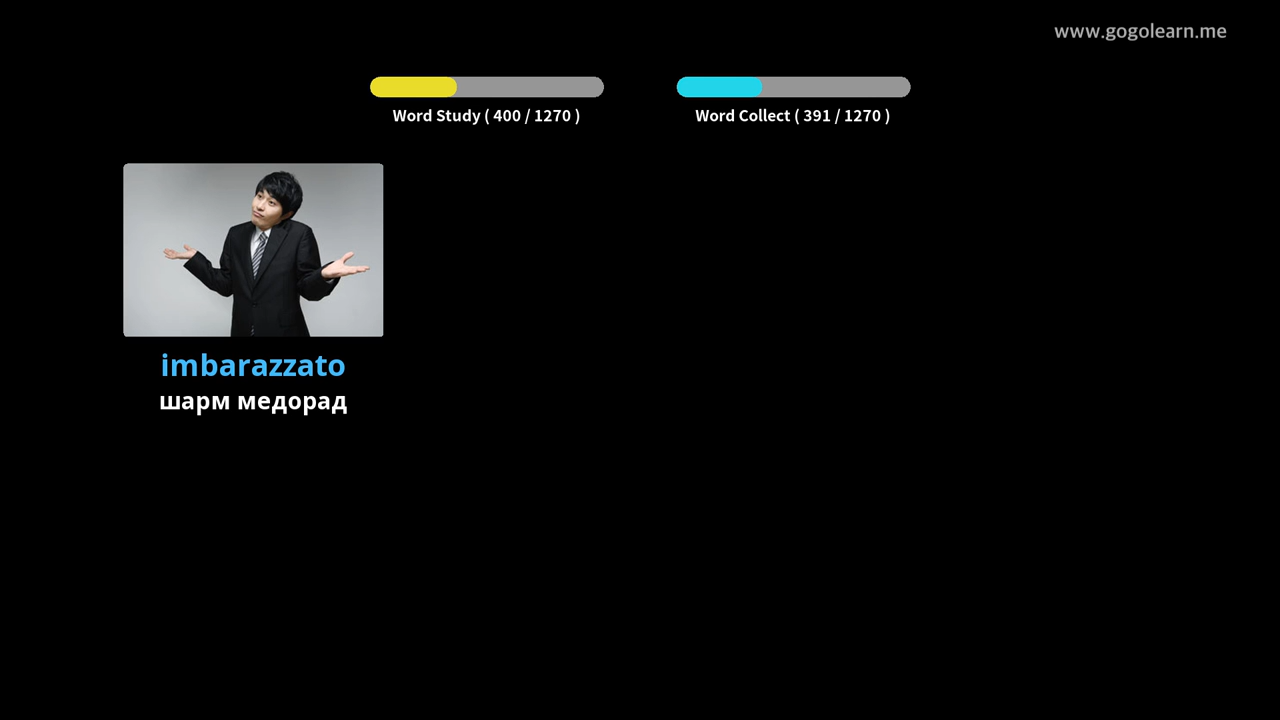 www.gogolearn.me
Word Study ( 400 / 1270 )
Word Collect ( 391 / 1270 )
imbarazzato
шарм медорад